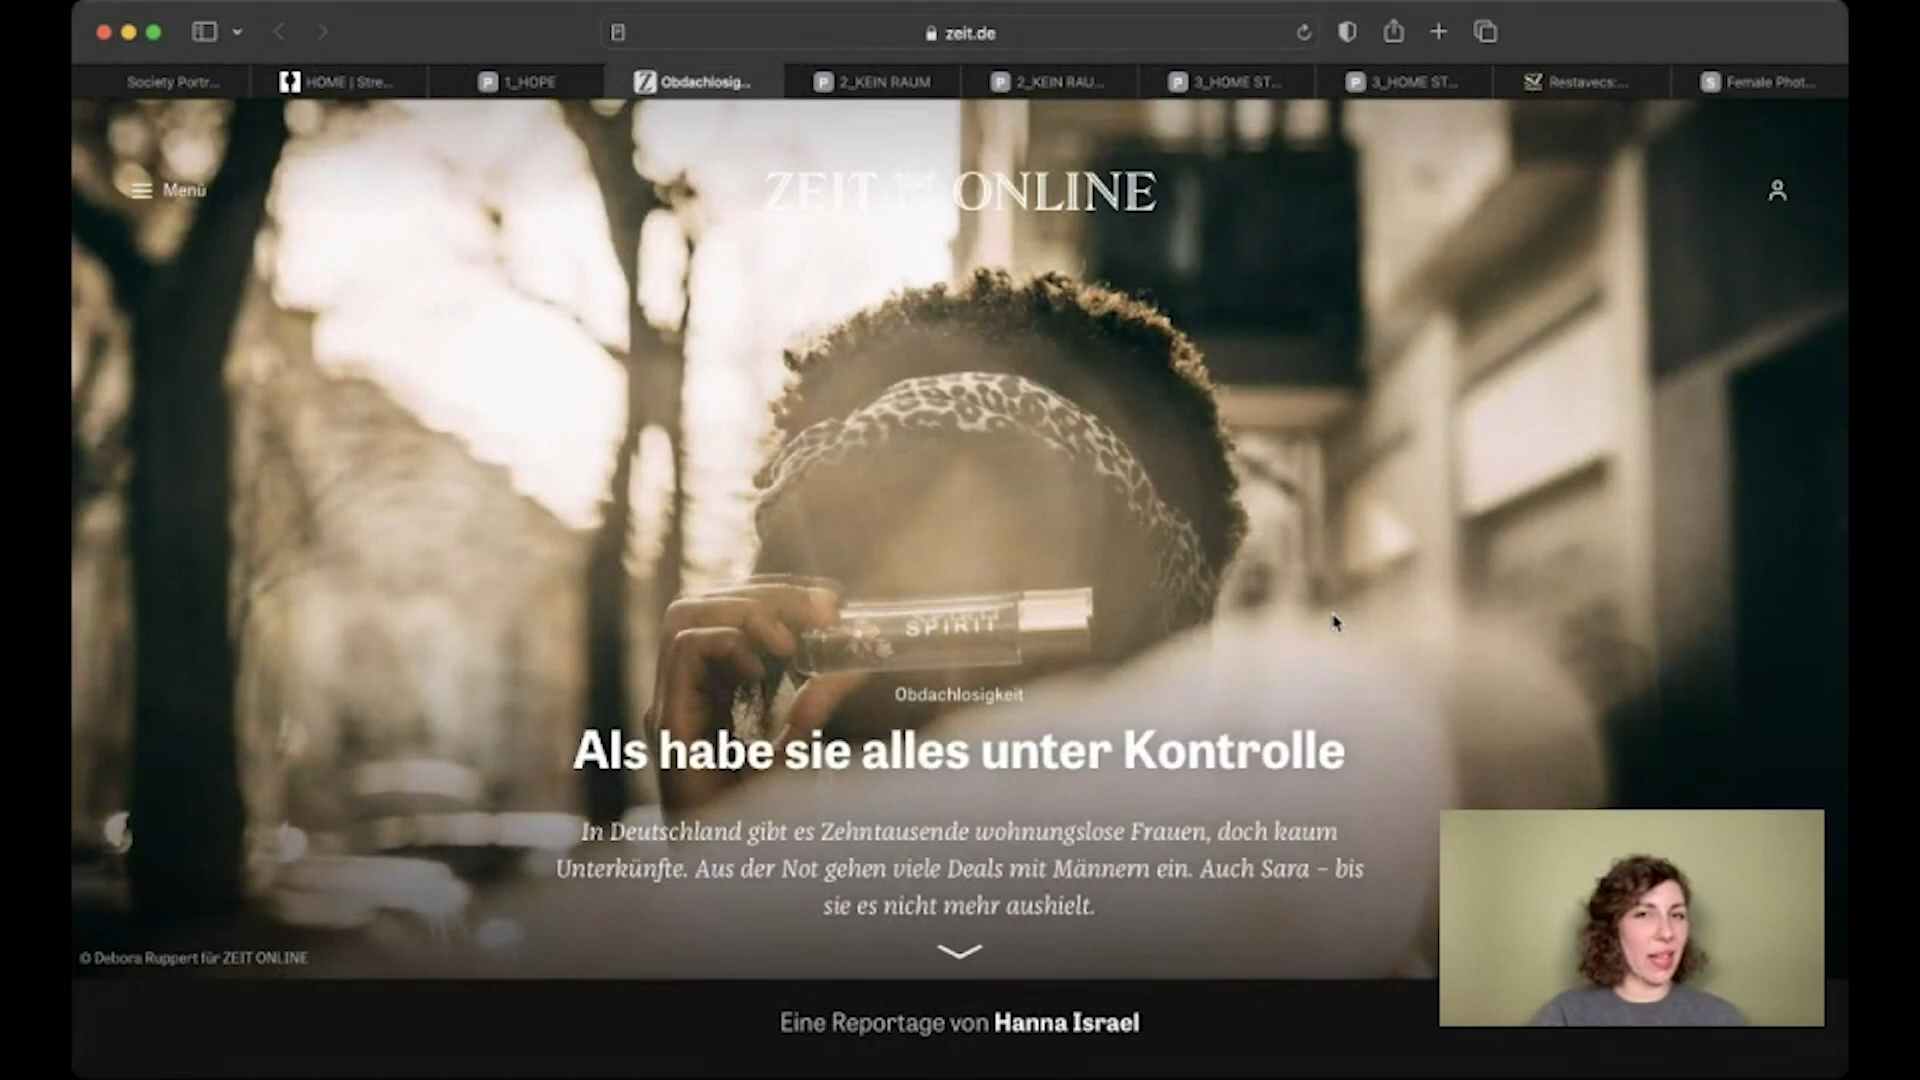 zeit.de
Society Portr...
HOME | Stre...
1_HOPE
Obdachlosig...
2_KEIN RAUM
2_KEIN RAU...
3_HOME ST...
3_HOME ST...
Restavecs:...
Female Phot...
Menü
ZEIT ONLINE
SPIRIT
Obdachlosigkeit
Als habe sie alles unter Kontrolle
In Deutschland gibt es Zehntausende wohnungslose Frauen, doch kaum
Unterkünfte. Aus der Not gehen viele Deals mit Männern ein. Auch Sara – bis
sie es nicht mehr aushielt.
© Debora Ruppert für ZEIT ONLINE
Eine Reportage von Hanna Israel